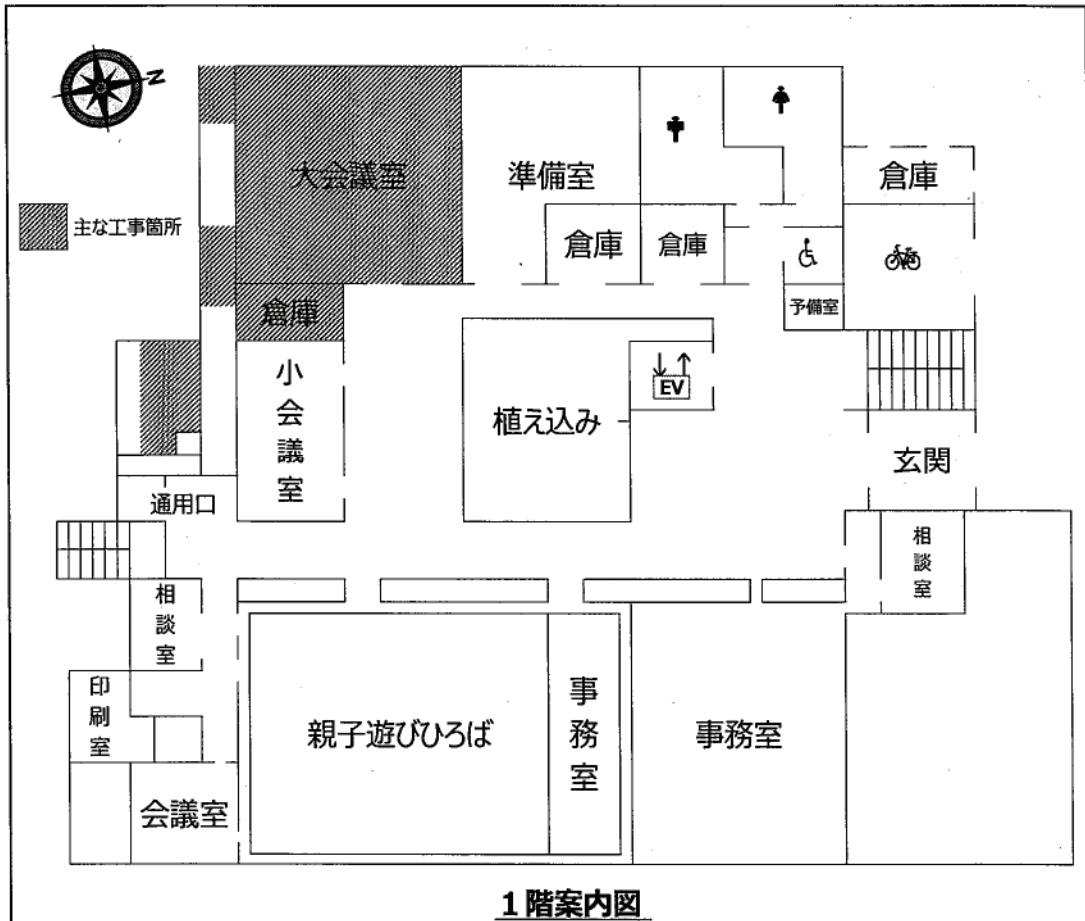 N
主な工事箇所
大会議室
準備室
倉庫
倉庫
倉庫
倉庫
予備室
小会議室
植え込み
EV
玄関
通用口
相談室
相談室
印刷室
会議室
親子遊びひろば
事務室
事務室
1階案内図